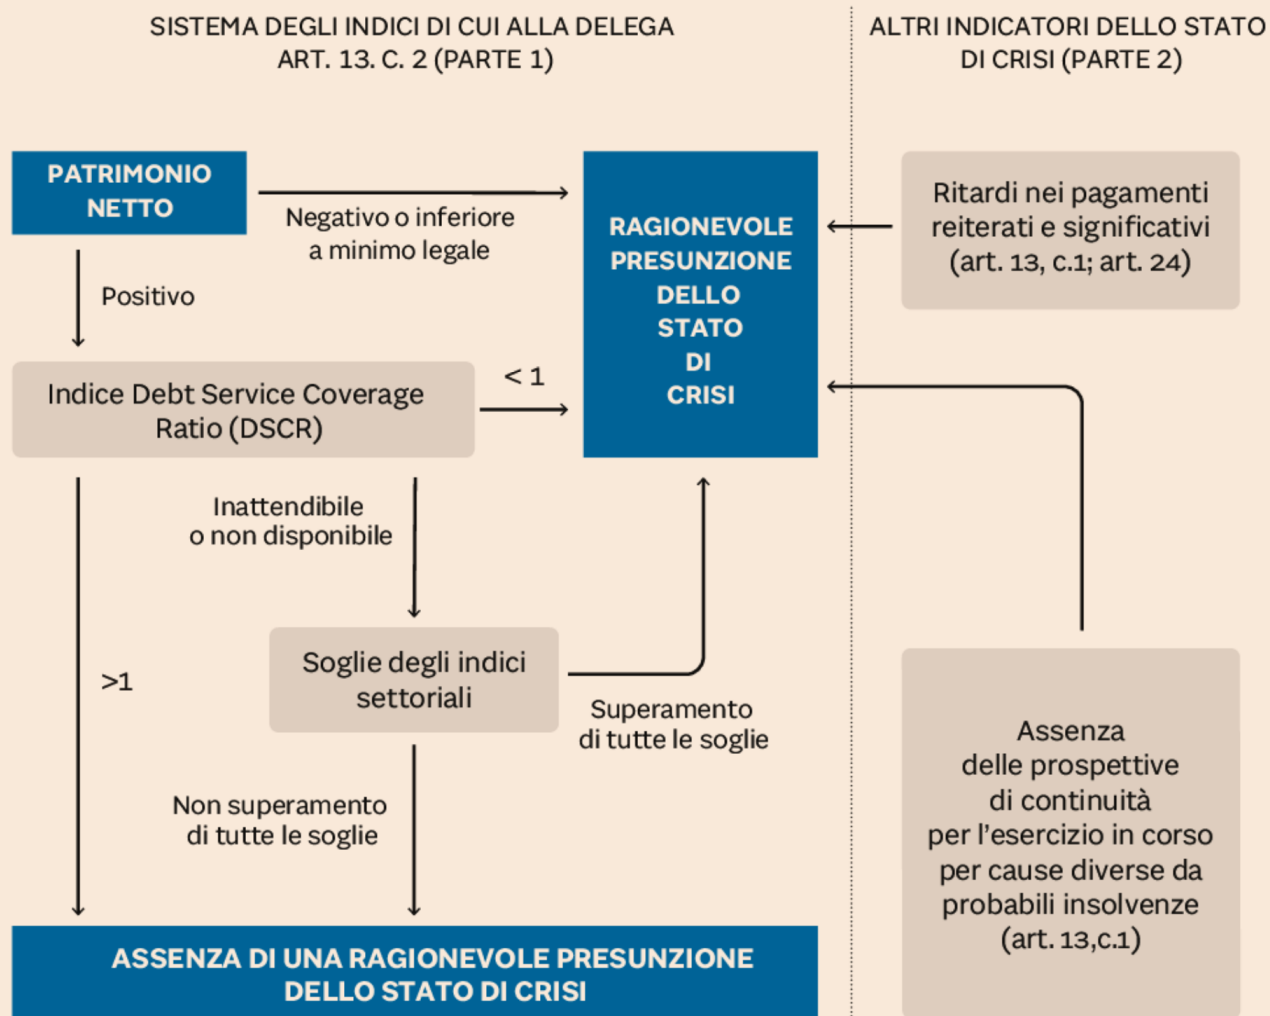 SISTEMA DEGLI INDICI DI CUI ALLA DELEGA
ART. 13. C. 2 (PARTE 1)
ALTRI INDICATORI DELLO STATO
DI CRISI (PARTE 2)
PATRIMONIO
NETTO
Negativo o inferiore
a minimo legale
Positivo
RAGIONEVOLE
PRESUNZIONE
DELLO
STATO
DI
CRISI
Ritardi nei pagamenti
reiterati e significativi
(art. 13, c.1; art. 24)
Indice Debt Service Coverage
Ratio (DSCR)
< 1
Inattendibile
o non disponibile
>1
Soglie degli indici
settoriali
Superamento
di tutte le soglie
Non superamento
di tutte le soglie
Assenza
delle prospettive
di continuità
per l'esercizio in corso
per cause diverse da
probabili insolvenze
(art. 13,c.1)
ASSENZA DI UNA RAGIONEVOLE PRESUNZIONE
DELLO STATO DI CRISI